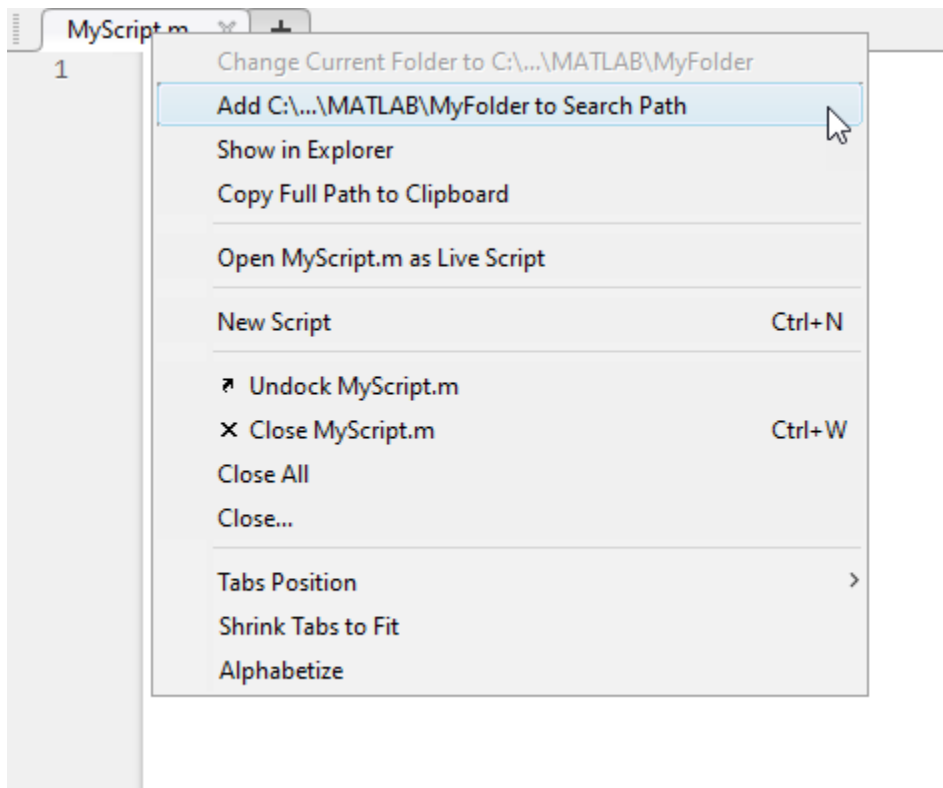 MyScript.m
1
Change Current Folder to C:\...\MATLAB\MyFolder
Add C:\...\MATLAB\MyFolder to Search Path
Show in Explorer
Copy Full Path to Clipboard
Open MyScript.m as Live Script
New Script Ctrl+N
Undock MyScript.m
Close MyScript.m Ctrl+W
Close All
Close...
Tabs Position
Shrink Tabs to Fit
Alphabetize